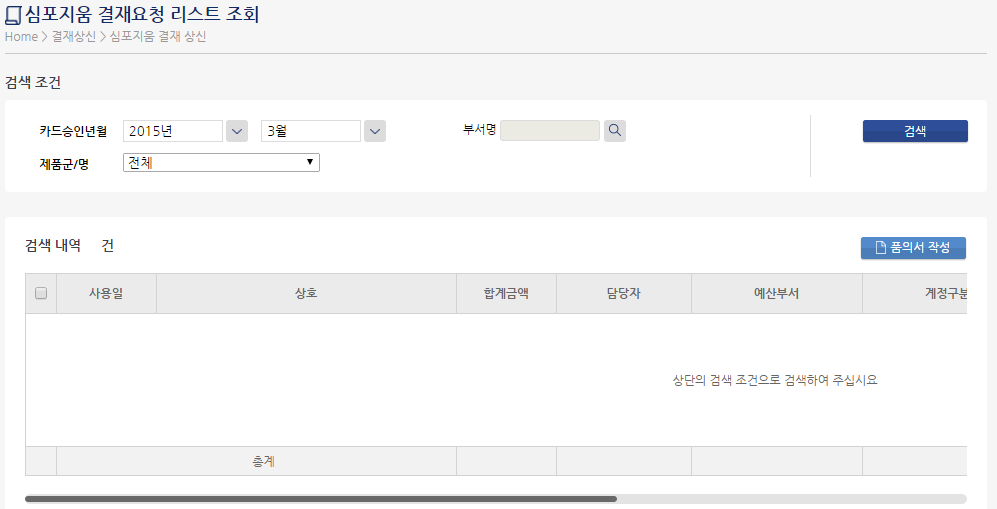 심포지움 결재요청 리스트 조회
Home > 결재상신 > 심포지움 결재 상신
검색 조건
카드승인년월 2015년 3월 부서명 검색
제품군/명 전체
검색 내역 건 품의서 작성
사용일 상호 합계금액 담당자 예산부서 계정구분
상단의 검색 조건으로 검색하여 주십시요
총계